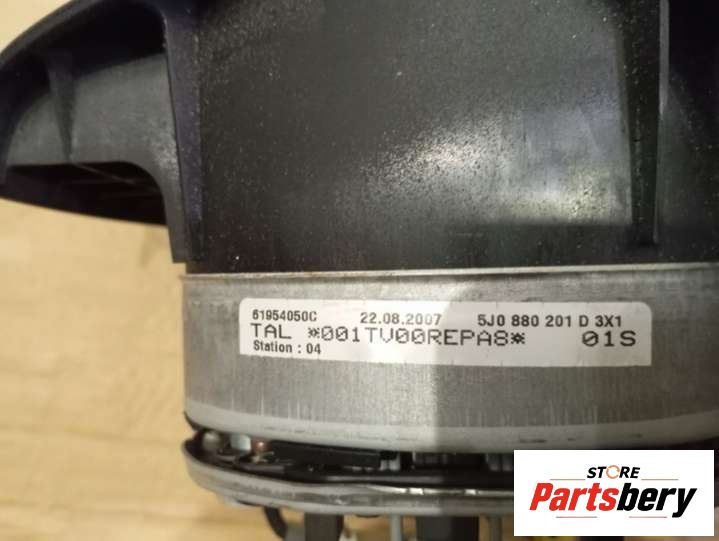 61954050C 22.08.2007 5J0 880 201 D 3X1
TAL *001TV00REPA8* 01S
Station : 04
STORE
Partsbery